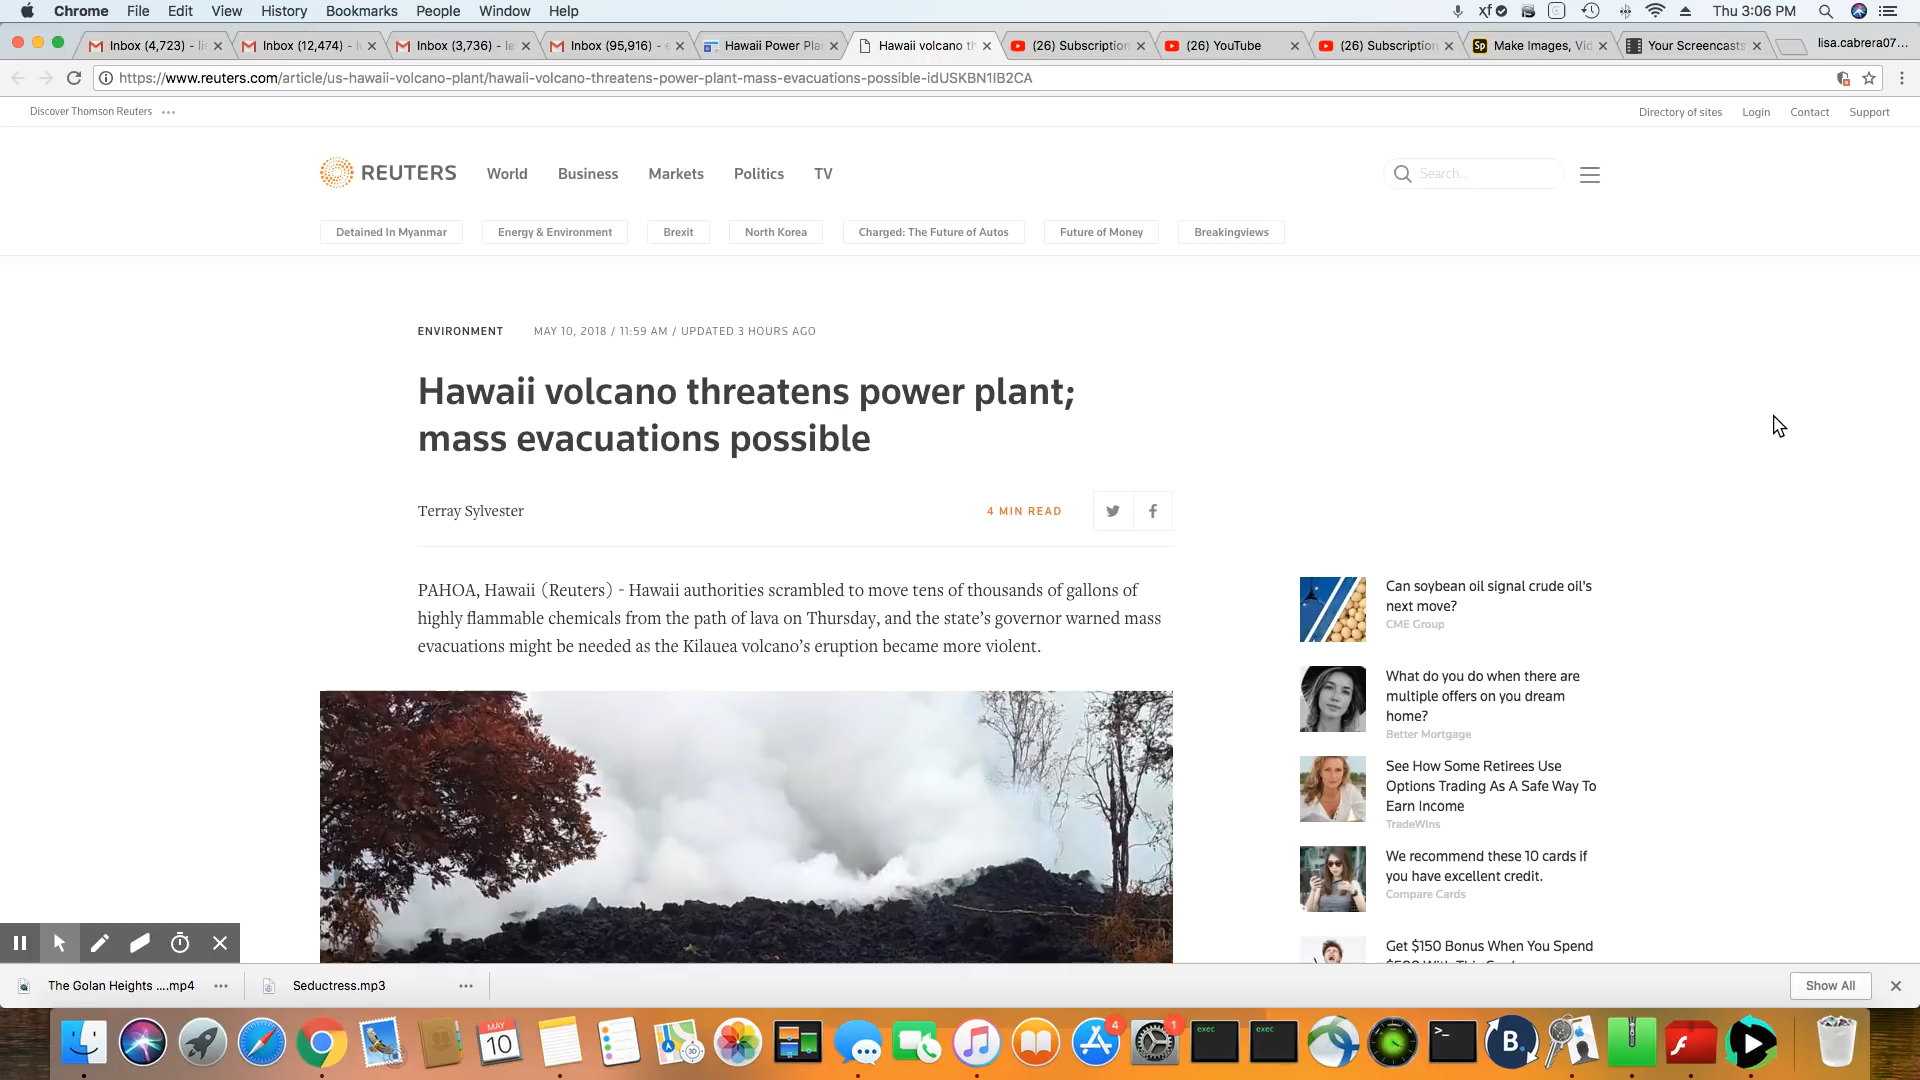 Chrome File Edit View History Bookmarks People Window Help
Thu 3:06 PM
Inbox (4,723) - Inbox (12,474) - Inbox (3,736) - Inbox (95,916) - Hawaii Power Pla Hawaii volcano th (26) Subscription (26) YouTube (26) Subscription Make Images, Vid Your Screencasts lisa.cabrera07...
https://www.reuters.com/article/us-hawaii-volcano-plant/hawaii-volcano-threatens-power-plant-mass-evacuations-possible-idUSKBN1IB2CA
Discover Thomson Reuters
Directory of sites Login Contact Support
REUTERS World Business Markets Politics TV
Search...
Detained In Myanmar Energy & Environment Brexit North Korea Charged: The Future of Autos Future of Money Breakingviews
ENVIRONMENT MAY 10, 2018 / 11:59 AM / UPDATED 3 HOURS AGO
Hawaii volcano threatens power plant;
mass evacuations possible
Terray Sylvester
4 MIN READ
PAHOA, Hawaii (Reuters) - Hawaii authorities scrambled to move tens of thousands of gallons of
highly flammable chemicals from the path of lava on Thursday, and the state's governor warned mass
evacuations might be needed as the Kilauea volcano's eruption became more violent.
Can soybean oil signal crude oil's
next move?
CME Group
What do you do when there are
multiple offers on you dream
home?
Better Mortgage
See How Some Retirees Use
Options Trading As A Safe Way To
Earn Income
TradeWins
We recommend these 10 cards if
you have excellent credit.
Compare Cards
Get $150 Bonus When You Spend
The Golan Heights ....mp4
Seductress.mp3
Show All
MAY
10
3D
4
1
exec
exec
B.